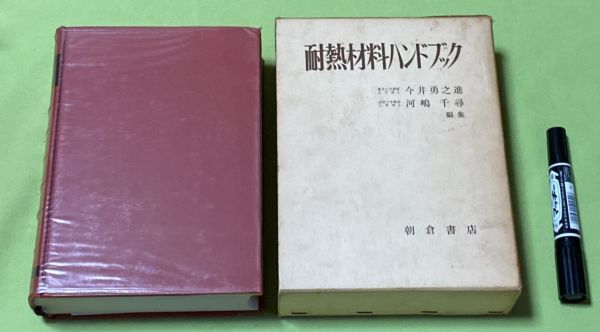 耐熱材料ハンドブック
今井勇之進
河嶋千尋
編集
朝倉書店